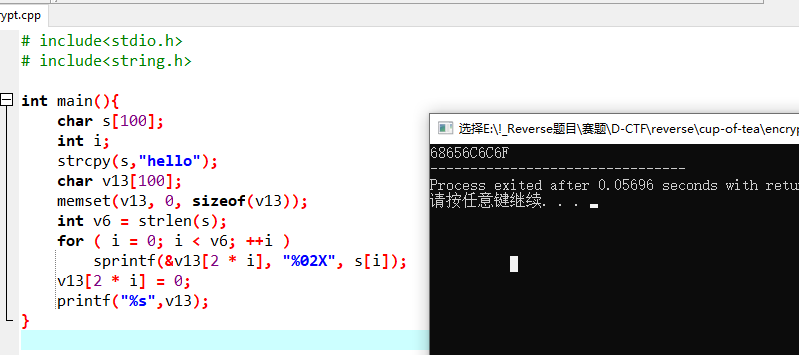 rypt.cpp
# include<stdio.h>
# include<string.h>
int main(){
char s[100];
int i;
strcpy(s,"hello");
char v13[100];
memset(v13, 0, sizeof(v13));
int v6 = strlen(s);
for ( i = 0; i < v6; ++i )
sprintf(&v13[2 * i], "%02X", s[i]);
v13[2 * i] = 0;
printf("%s",v13);
}
选择E:\!_Reverse题目\赛题\D-CTF\reverse\cup-of-tea\encryp
68656C6C6F
--------------------------------
Process exited after 0.05696 seconds with retu
请按任意键继续. . .